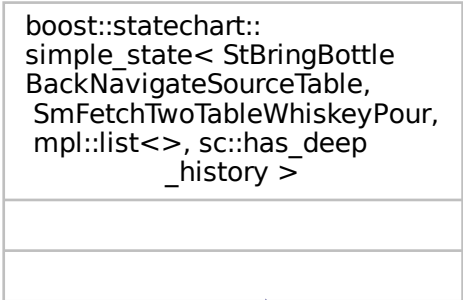 boost::statechart::
simple_state< StBringBottle
BackNavigateSourceTable,
SmFetchTwoTableWhiskeyPour,
mpl::list<>, sc::has_deep
_history >